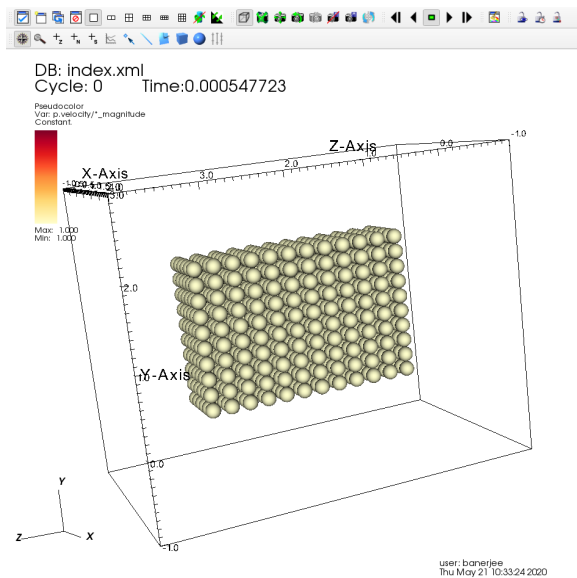 DB: index.xml
Cycle: 0 Time:0.000547723
Pseudocolor
Var: p.velocity/*_magnitude
Constant.
Max: 1.000
Min: 1.000
X-Axis
Z-Axis
Y-Axis
3.0
2.0
1.0
0.0
-1.0
3.0
2.0
1.0
0.0
-1.0
Y
Z
X
user: banerjee
Thu May 21 10:33:24 2020